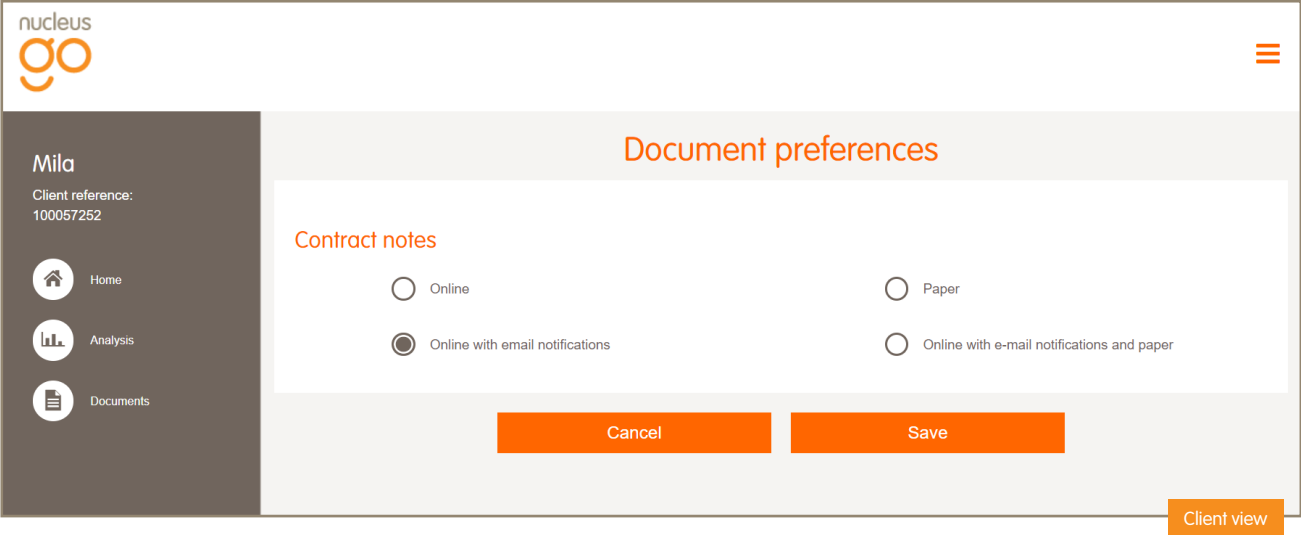 nucleus
go
Document preferences
Mila
Client reference:
100057252
Home
Analysis
Documents
Contract notes
Online
Paper
Online with email notifications
Online with e-mail notifications and paper
Cancel
Save
Client view